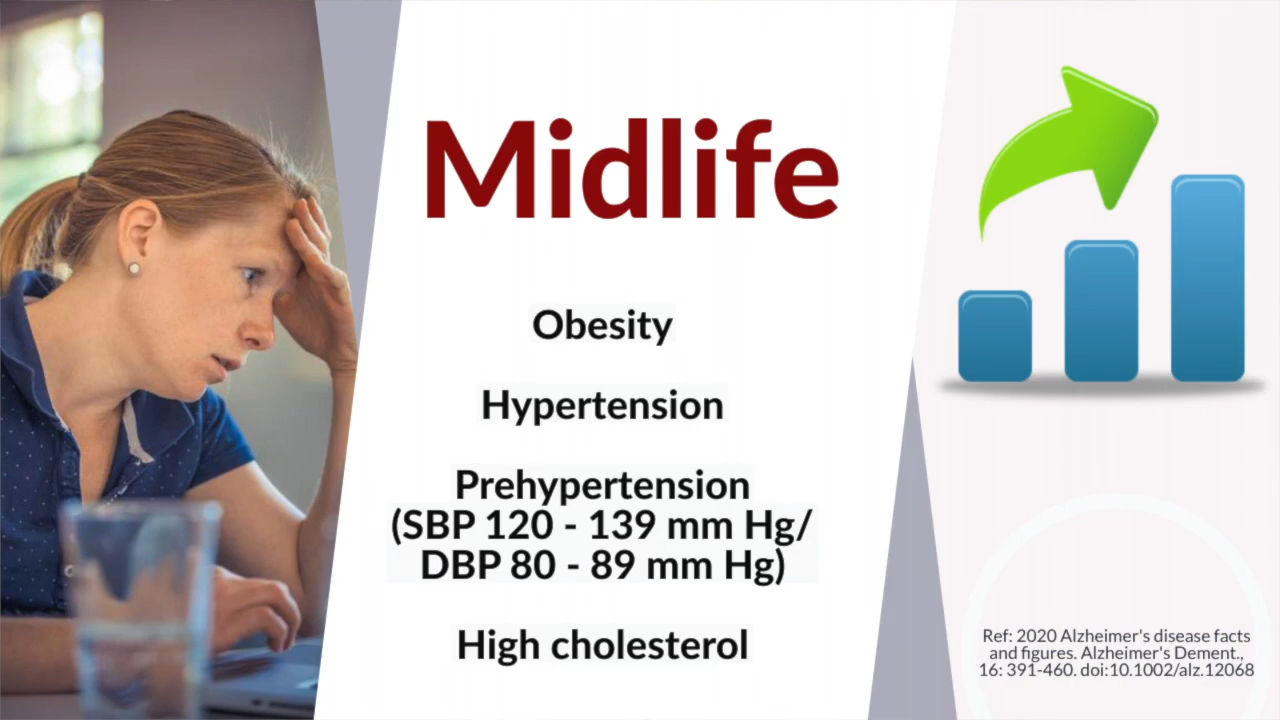 Midlife
Obesity
Hypertension
Prehypertension
(SBP 120 - 139 mm Hg/
DBP 80 - 89 mm Hg)
High cholesterol
Ref: 2020 Alzheimer's disease facts
and figures. Alzheimer's Dement.,
16: 391-460. doi:10.1002/alz.12068